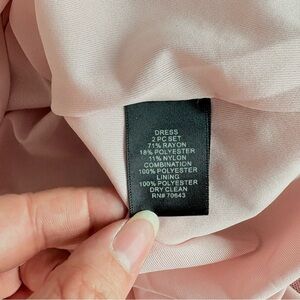 DRESS
2 PC SET
71% RAYON
18% POLYESTER
11% NYLON
COMBINATION
100% POLYESTER
LINING
100% POLYESTER
DRY CLEAN
RN# 70643